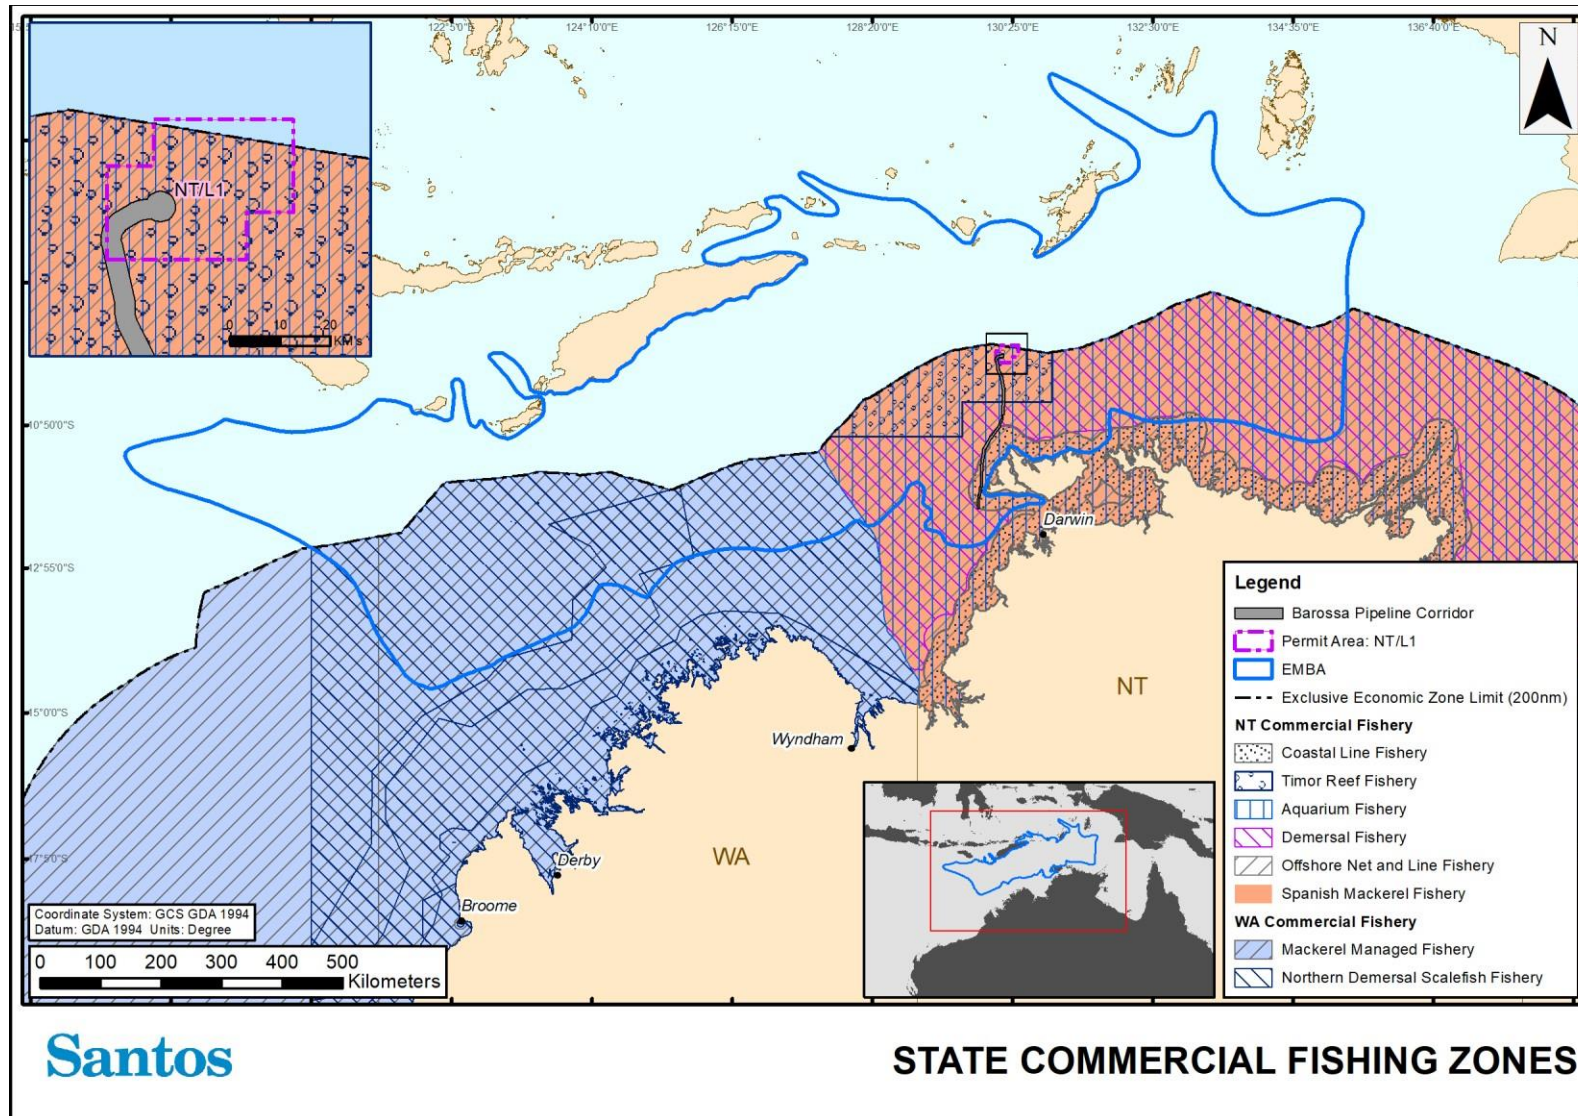 122°5'0"E
124°10'0"E
126°15'0"E
128°20'0"E
130°25'0"E
132°30'0"E
134°35'0"E
136°40'0"E
N
NT/L1
0 10 20
KM's
10°50'0"S
12°55'0"S
15°0'0"S
17°5'0"S
Darwin
NT
Wyndham
WA
Derby
Broome
Legend
Barossa Pipeline Corridor
Permit Area: NT/L1
EMBA
Exclusive Economic Zone Limit (200nm)
NT Commercial Fishery
Coastal Line Fishery
Timor Reef Fishery
Aquarium Fishery
Demersal Fishery
Offshore Net and Line Fishery
Spanish Mackerel Fishery
WA Commercial Fishery
Mackerel Managed Fishery
Northern Demersal Scalefish Fishery
Coordinate System: GCS GDA 1994
Datum: GDA 1994 Units: Degree
0 100 200 300 400 500
Kilometers
Santos
STATE COMMERCIAL FISHING ZONES